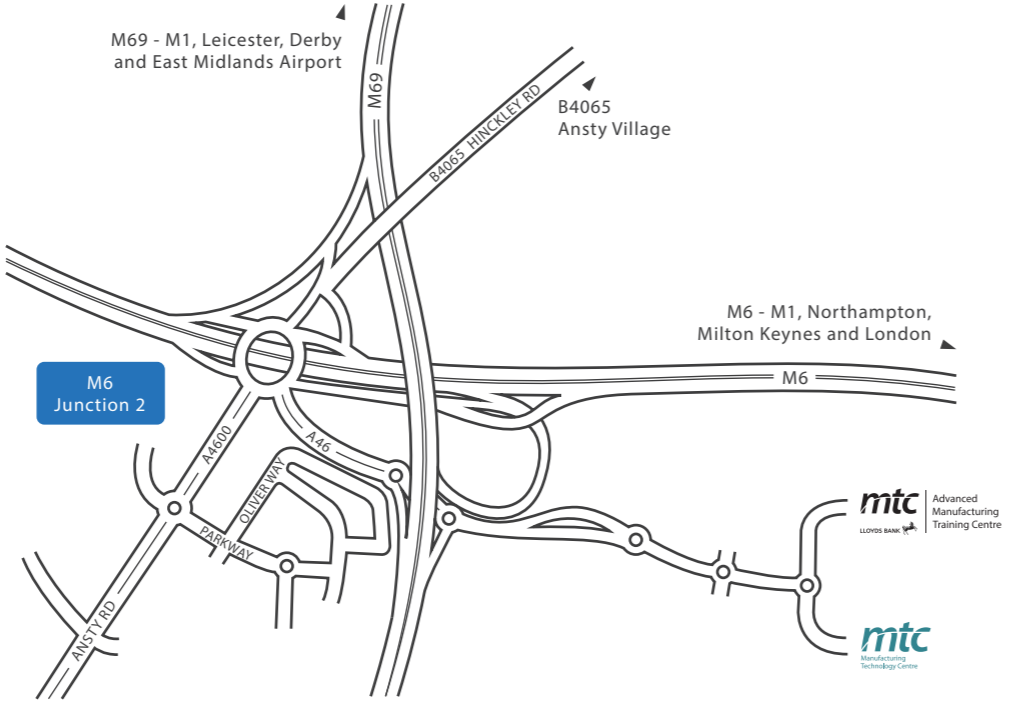 M69 - M1, Leicester, Derby
and East Midlands Airport
M69
B4065 HINCKLEY RD
B4065
Ansty Village
M6 - M1, Northampton,
Milton Keynes and London
M6
M6
Junction 2
A4600
A46
OLIVER WAY
PARKWAY
ANSTY RD
mtc
LLOYDS BANK
Advanced
Manufacturing
Training Centre
mtc
Manufacturing
Technology Centre